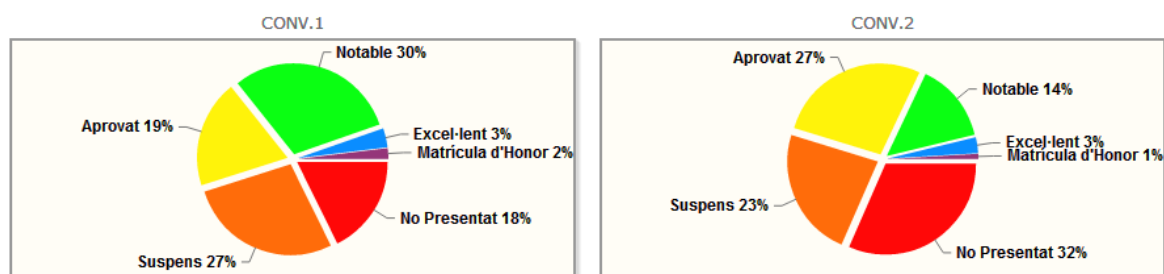 CONV.1
Notable 30%
Aprovat 19%
Excel·lent 3%
Matrícula d'Honor 2%
No Presentat 18%
Suspens 27%
CONV.2
Aprovat 27%
Notable 14%
Excel·lent 3%
Matrícula d'Honor 1%
Suspens 23%
No Presentat 32%